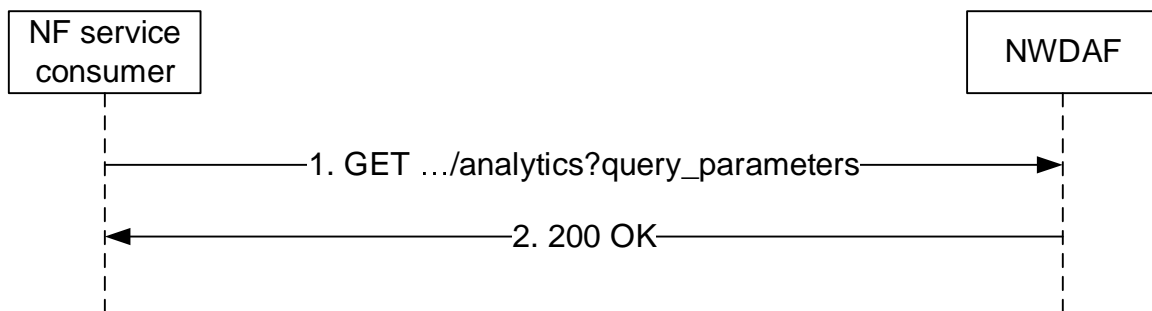 NF service
consumer
NWDAF
1. GET …/analytics?query_parameters
2. 200 OK